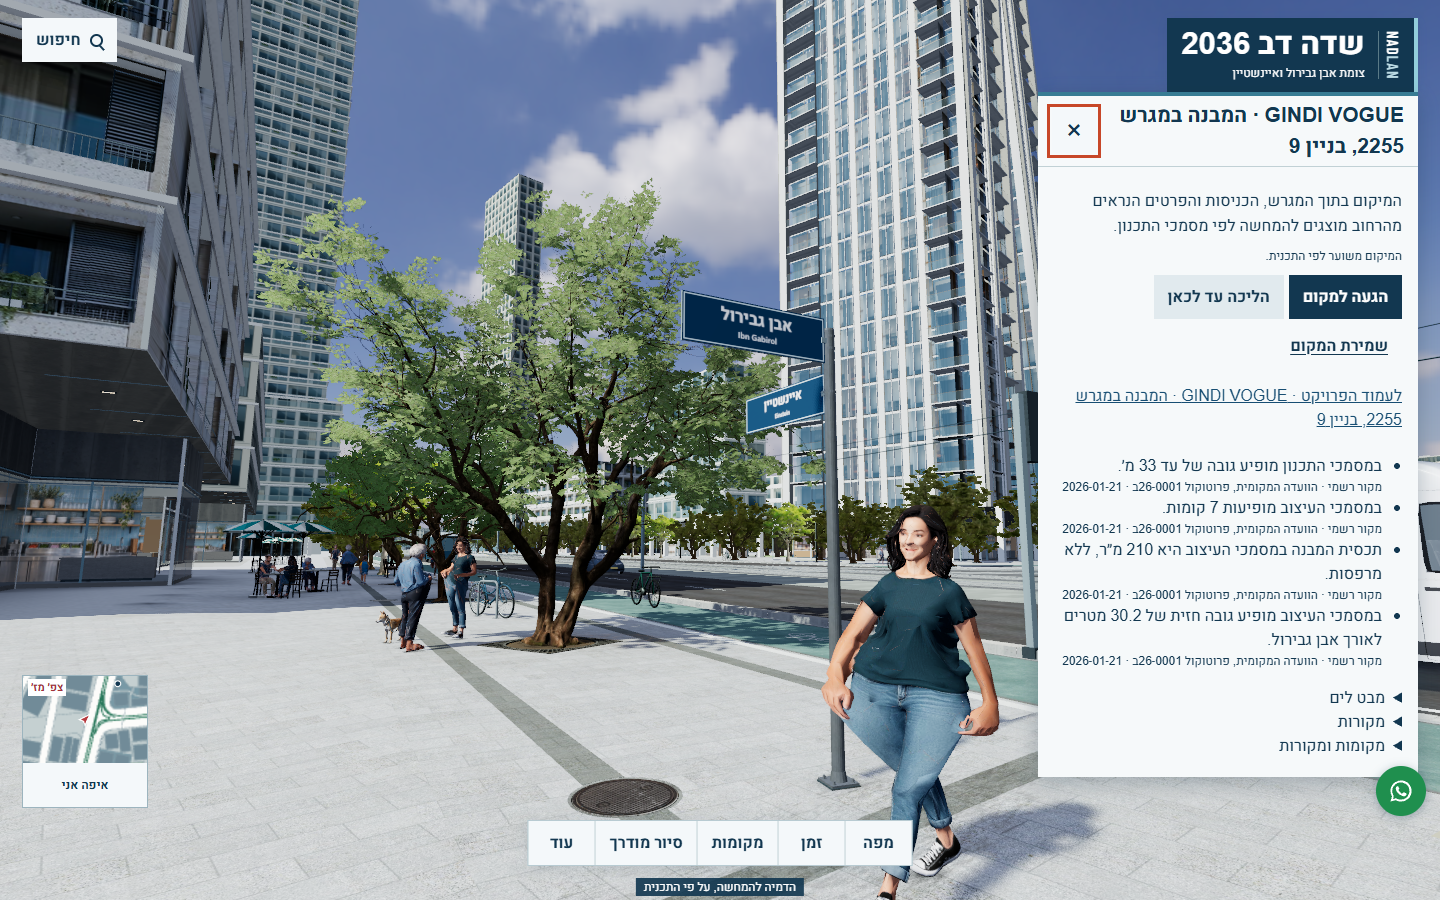 חיפוש
שדה דב 2036
צומת אבן גבירול ואיינשטיין
NADLAN
GINDI VOGUE · המבנה במגרש
2255, בניין 9
×
המיקום בתוך המגרש, הכניסות והפרטים הנראים
מהרחוב מוצגים להמחשה לפי מסמכי התכנון.
המיקום משוער לפי התכנית.
הגעה למקום
הליכה עד לכאן
שמירת המקום
לעמוד הפרויקט · GINDI VOGUE · המבנה במגרש
2255, בניין 9
במסמכי התכנון מופיע גובה של עד 33 מ׳.
מקור רשמי · הוועדה המקומית, פרוטוקול 26-0001ב · 2026-01-21
במסמכי העיצוב מופיעות 7 קומות.
מקור רשמי · הוועדה המקומית, פרוטוקול 26-0001ב · 2026-01-21
תכסית המבנה במסמכי העיצוב היא 210 מ״ר, ללא
מרפסות.
מקור רשמי · הוועדה המקומית, פרוטוקול 26-0001ב · 2026-01-21
במסמכי העיצוב מופיע גובה חזית של 30.2 מטרים
לאורך אבן גבירול.
מקור רשמי · הוועדה המקומית, פרוטוקול 26-0001ב · 2026-01-21
מבט לים
מקורות
מקומות ומקורות
אבן גבירול
Ibn Gabirol
איינשטיין
צפ׳ מז׳
איפה אני
מפה
זמן
מקומות
סיור מודרך
עוד
הדמיה להמחשה, על פי התכנית